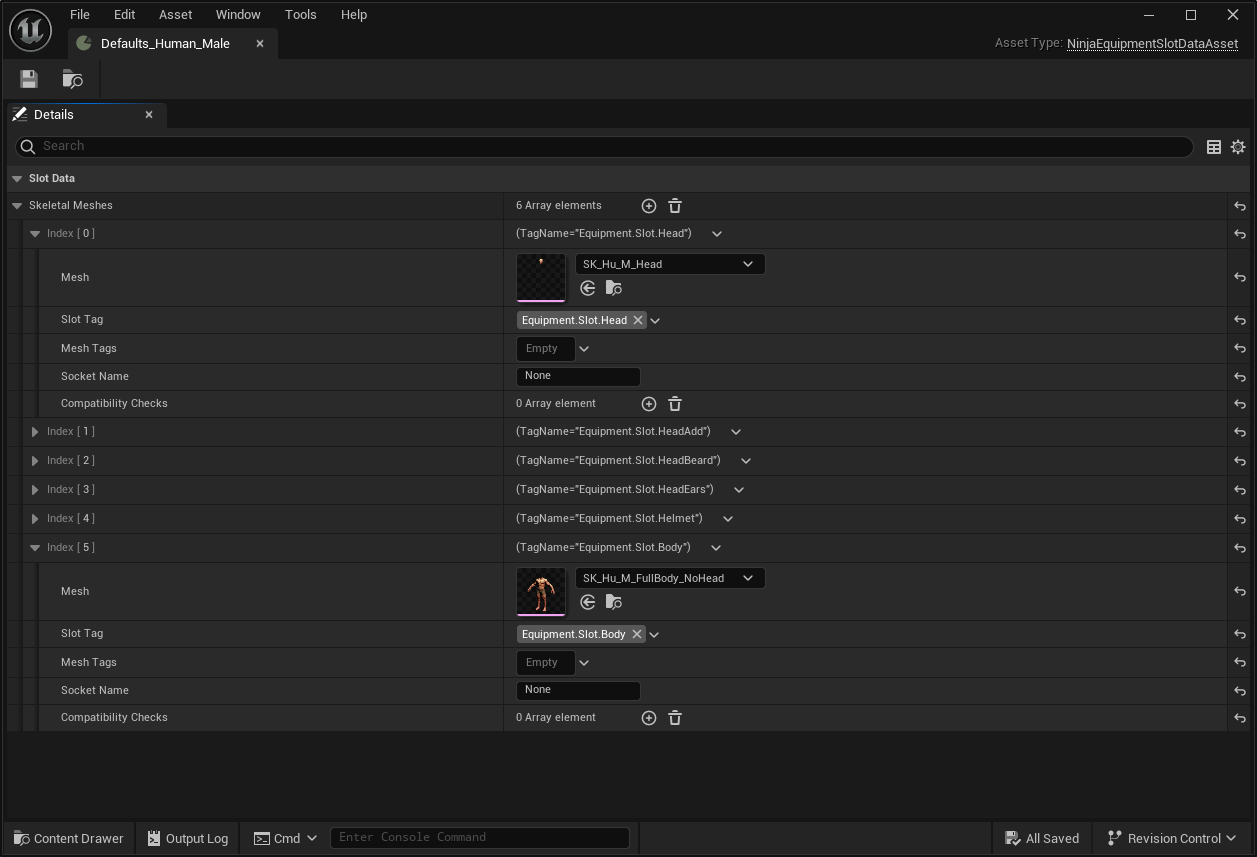 File Edit Asset Window Tools Help
Defaults_Human_Male
Asset Type: NinjaEquipmentSlotDataAsset
Details
Search
Slot Data
Skeletal Meshes 6 Array elements
Index [ 0 ] (TagName="Equipment.Slot.Head")
Mesh SK_Hu_M_Head
Slot Tag Equipment.Slot.Head
Mesh Tags Empty
Socket Name None
Compatibility Checks 0 Array element
Index [ 1 ] (TagName="Equipment.Slot.HeadAdd")
Index [ 2 ] (TagName="Equipment.Slot.HeadBeard")
Index [ 3 ] (TagName="Equipment.Slot.HeadEars")
Index [ 4 ] (TagName="Equipment.Slot.Helmet")
Index [ 5 ] (TagName="Equipment.Slot.Body")
Mesh SK_Hu_M_FullBody_NoHead
Slot Tag Equipment.Slot.Body
Mesh Tags Empty
Socket Name None
Compatibility Checks 0 Array element
Content Drawer Output Log Cmd Enter Console Command All Saved Revision Control